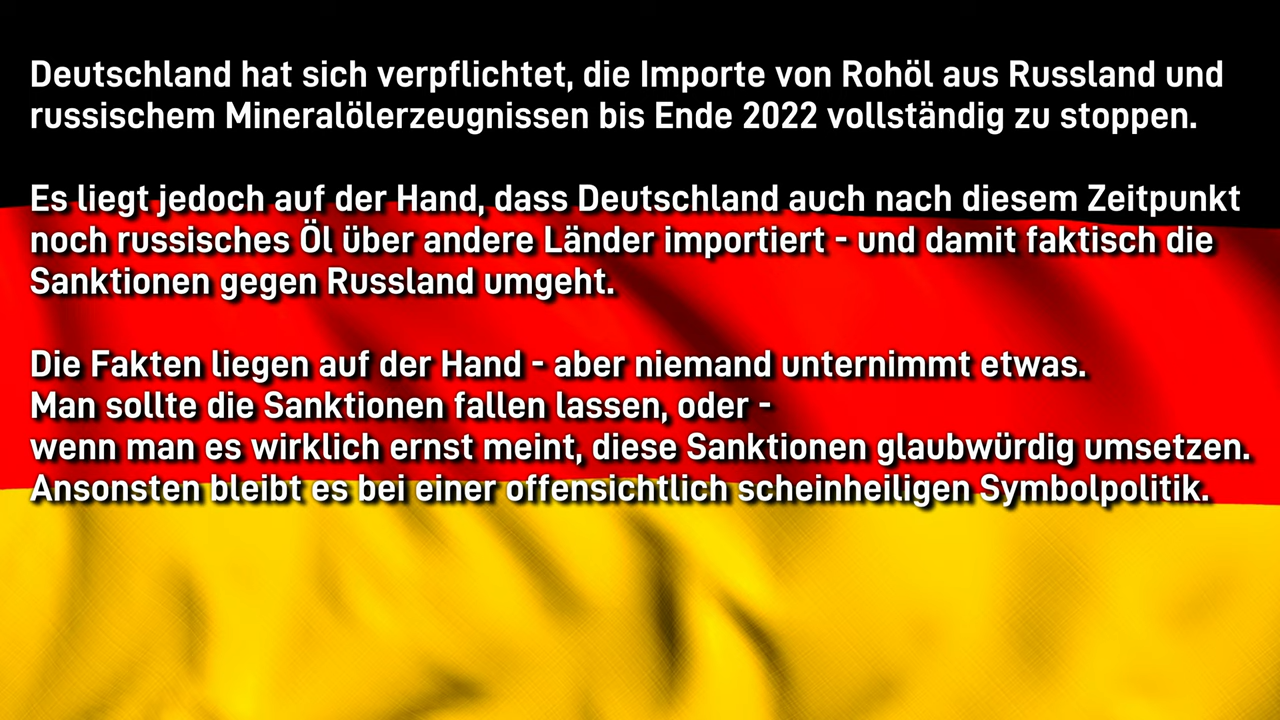 Deutschland hat sich verpflichtet, die Importe von Rohöl aus Russland und
russischem Mineralölerzeugnissen bis Ende 2022 vollständig zu stoppen.
Es liegt jedoch auf der Hand, dass Deutschland auch nach diesem Zeitpunkt
noch russisches Öl über andere Länder importiert - und damit faktisch die
Sanktionen gegen Russland umgeht.
Die Fakten liegen auf der Hand - aber niemand unternimmt etwas.
Man sollte die Sanktionen fallen lassen, oder -
wenn man es wirklich ernst meint, diese Sanktionen glaubwürdig umsetzen.
Ansonsten bleibt es bei einer offensichtlich scheinheiligen Symbolpolitik.